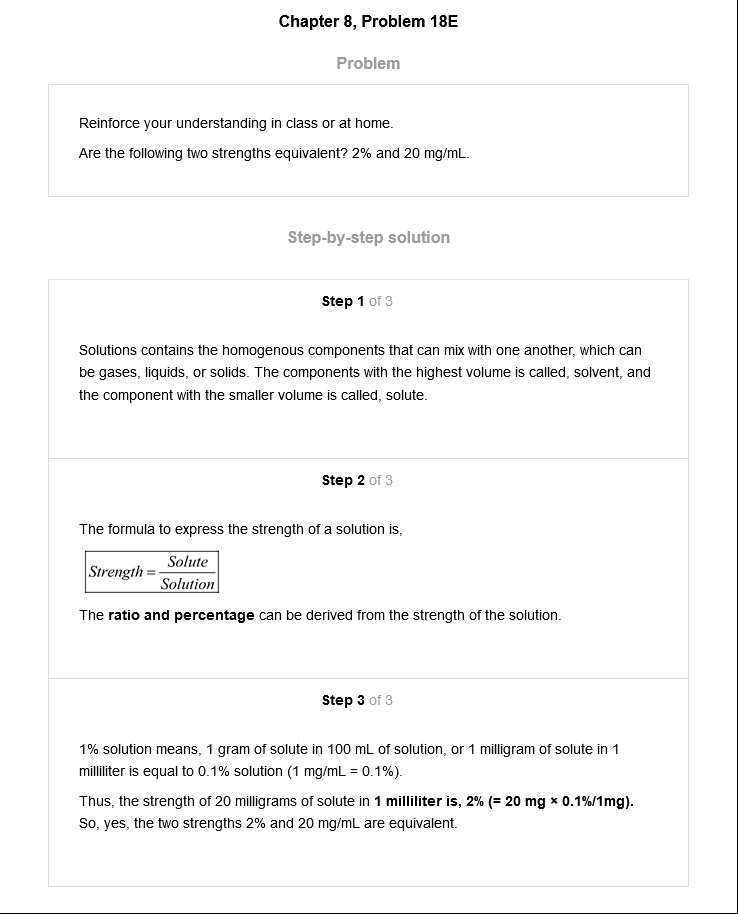 Chapter 8, Problem 18E
Problem
Reinforce your understanding in class or at home.
Are the following two strengths equivalent? 2% and 20 mg/mL.
Step-by-step solution
Step 1 of 3
Solutions contains the homogenous components that can mix with one another, which can
be gases, liquids, or solids. The components with the highest volume is called, solvent, and
the component with the smaller volume is called, solute.
Step 2 of 3
The formula to express the strength of a solution is,
Strength = Solute / Solution
The ratio and percentage can be derived from the strength of the solution.
Step 3 of 3
1% solution means, 1 gram of solute in 100 mL of solution, or 1 milligram of solute in 1
milliliter is equal to 0.1% solution (1 mg/mL = 0.1%).
Thus, the strength of 20 milligrams of solute in 1 milliliter is, 2% (= 20 mg × 0.1%/1mg).
So, yes, the two strengths 2% and 20 mg/mL are equivalent.